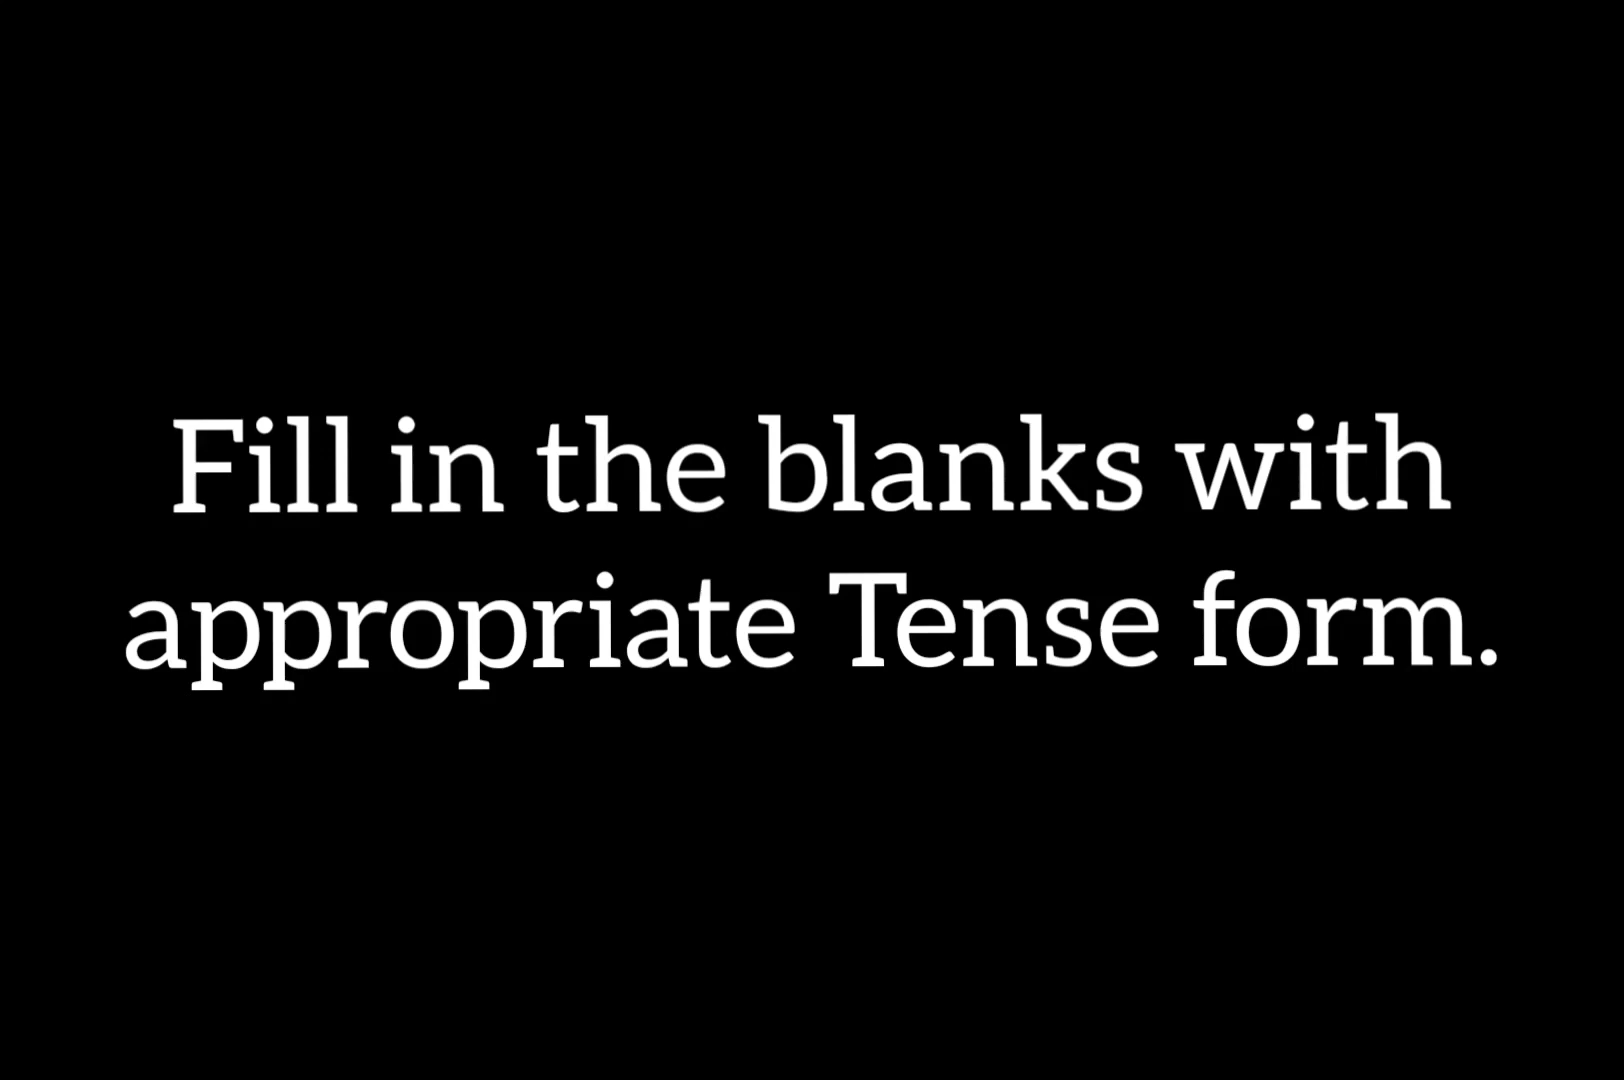 Fill in the blanks with
appropriate Tense form.